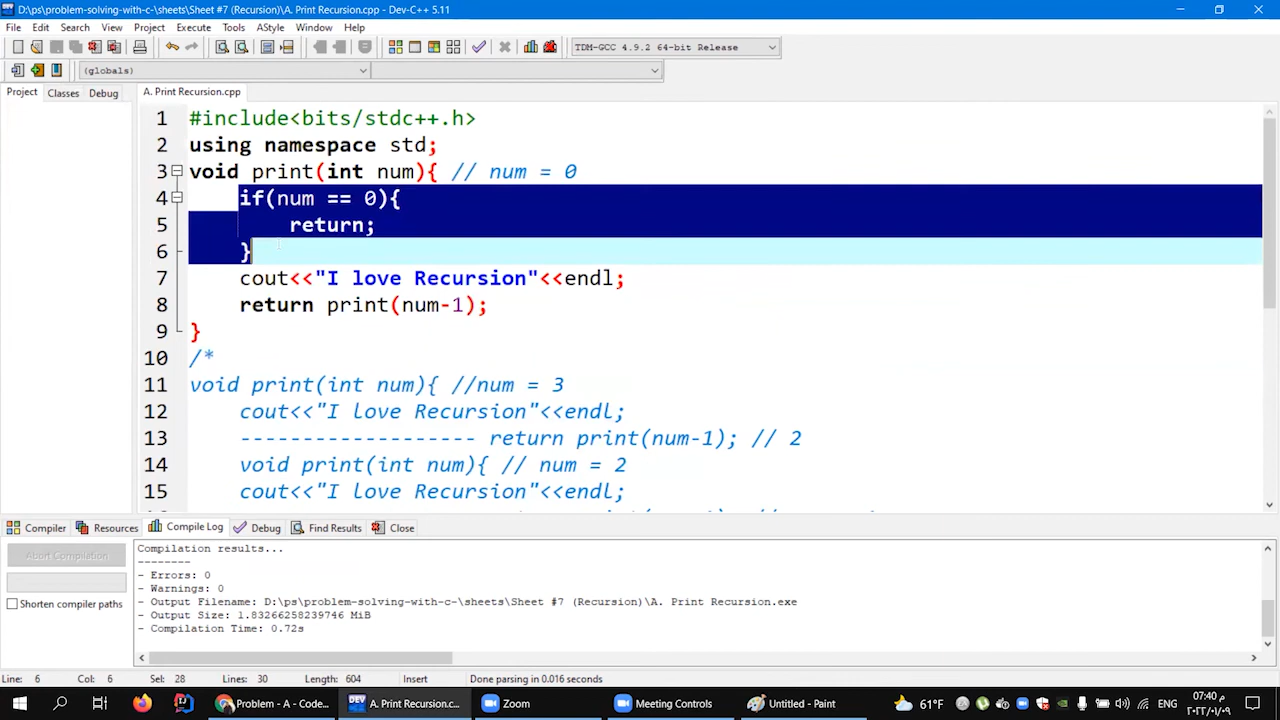 D:\ps\problem-solving-with-c-\sheets\Sheet #7 (Recursion)\A. Print Recursion.cpp - Dev-C++ 5.11
File Edit Search View Project Execute Tools AStyle Window Help
TDM-GCC 4.9.2 64-bit Release
(globals)
Project Classes Debug A. Print Recursion.cpp
1 #include<bits/stdc++.h>
2 using namespace std;
3 void print(int num){ // num = 0
4 if(num == 0){
5 return;
6 }
7 cout<<"I love Recursion"<<endl;
8 return print(num-1);
9 }
10 /*
11 void print(int num){ //num = 3
12 cout<<"I love Recursion"<<endl;
13 ------------------- return print(num-1); // 2
14 void print(int num){ // num = 2
15 cout<<"I love Recursion"<<endl;
Compiler Resources Compile Log Debug Find Results Close
Abort Compilation
Shorten compiler paths
Compilation results...
--------
- Errors: 0
- Warnings: 0
- Output Filename: D:\ps\problem-solving-with-c-\sheets\Sheet #7 (Recursion)\A. Print Recursion.exe
- Output Size: 1.83266258239746 MiB
- Compilation Time: 0.72s
Line: 6 Col: 6 Sel: 28 Lines: 30 Length: 604 Insert Done parsing in 0.016 seconds
Problem - A - Code... A. Print Recursion.c... Zoom Meeting Controls Untitled - Paint 61°F
07:40 م